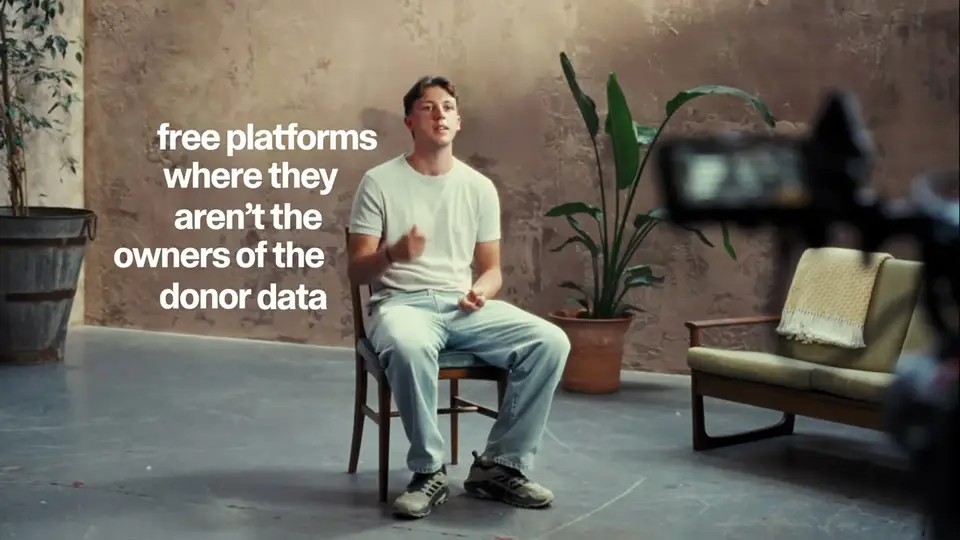 free platforms
where they
aren’t the
owners of the
donor data